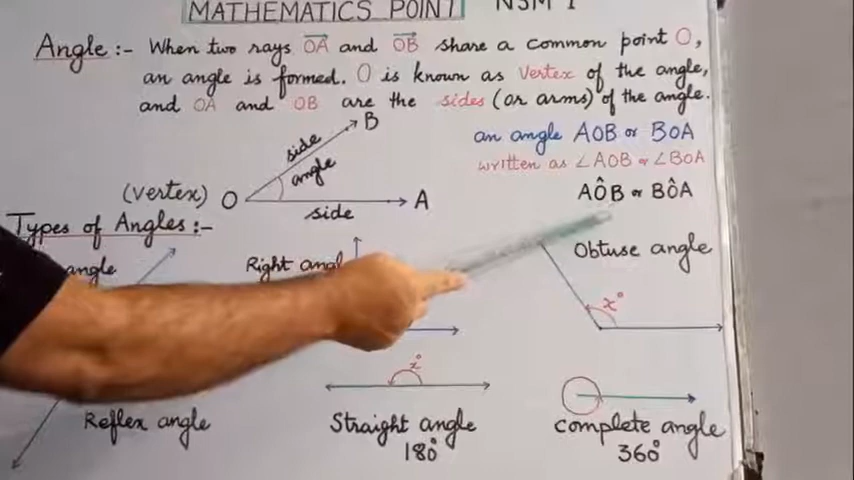 MATHEMATICS POINT
Angle :- When two rays OA and OB share a common point O,
an angle is formed. O is known as Vertex of the angle,
and OA and OB are the sides (or arms) of the angle.
B
side
angle
(Vertex) O
side
A
an angle AOB or BOA
written as ∠AOB or ∠BOA
AÔB or BÔA
Types of Angles :-
angle
Right
Obtuse angle
x°
x°
Reflex angle
Straight angle
180°
Complete angle
360°